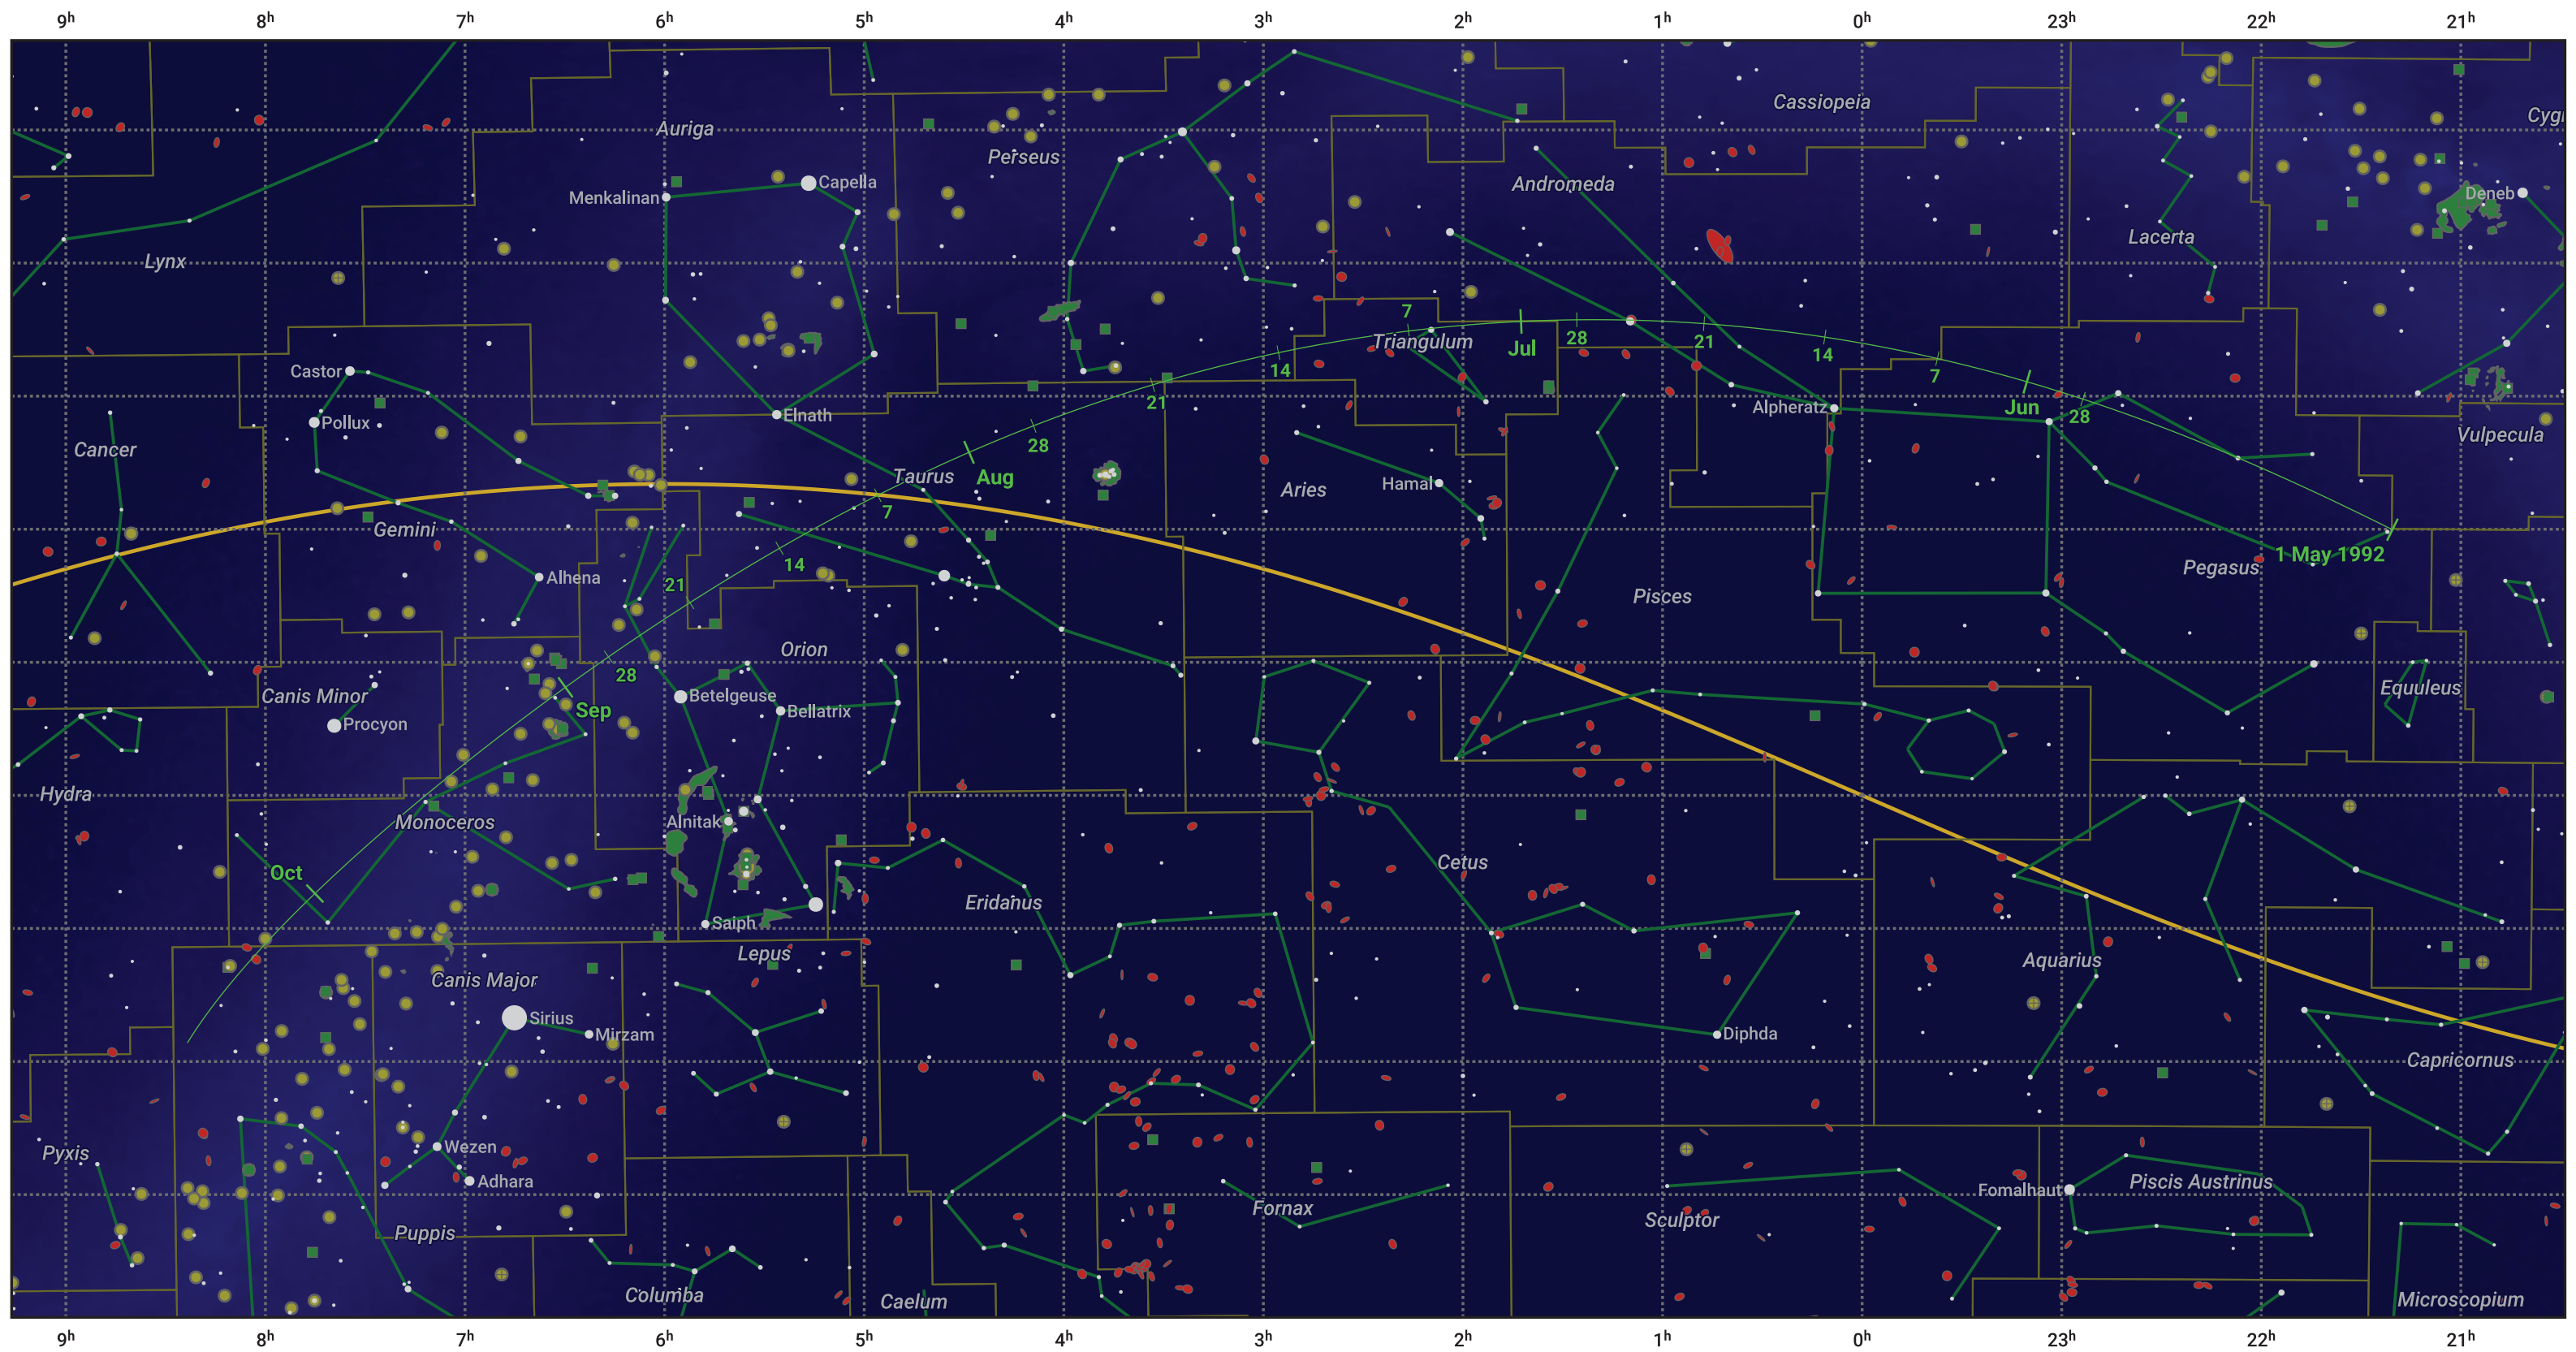 9h 8h 7h 6h 5h 4h 3h 2h 1h 0h 23h 22h 21h
Cassiopeia
Cyg
Auriga
Perseus
Capella
Menkalinan
Andromeda
Deneb
Lacerta
Lynx
7
Triangulum
Jul
28
21
14
7
14
Castor
Pollux
21
Elnath
Alpheratz
Jun
28
28
Vulpecula
Cancer
Taurus
Aug
Aries
Hamal
7
Gemini
1 May 1992
Pegasus
14
Alhena
21
Pisces
Orion
28
Equuleus
Canis Minor
Betelgeuse
Procyon
Sep
Bellatrix
Hydra
Monoceros
Alnitak
Cetus
Oct
Eridanus
Saiph
Lepus
Aquarius
Canis Major
Sirius
Mirzam
Diphda
Capricornus
Wezen
Pyxis
Adhara
Fomalhaut
Piscis Austrinus
Fornax
Sculptor
Puppis
Columba
Caelum
Microscopium
9h 8h 7h 6h 5h 4h 3h 2h 1h 0h 23h 22h 21h